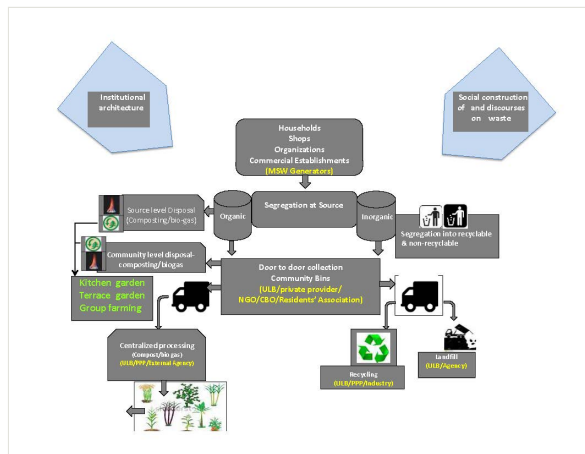 Institutional
architecture
Social construction
of and discourses
on waste
Households
Shops
Organizations
Commercial Establishments
(MSW Generators)
Source level Disposal
(Composting/bio-gas)
Organic
Segregation at Source
Inorganic
Segregation into recyclable
& non-recyclable
Community level disposal-
composting/biogas
Kitchen garden
Terrace garden
Group farming
Door to door collection
Community Bins
(ULB/private provider/
NGO/CBO/Residents' Association)
Centralized processing
(Compost/bio gas)
(ULB/PPP/External Agency)
Recycling
(ULB/PPP/Industry)
Landfill
(ULB/Agency)